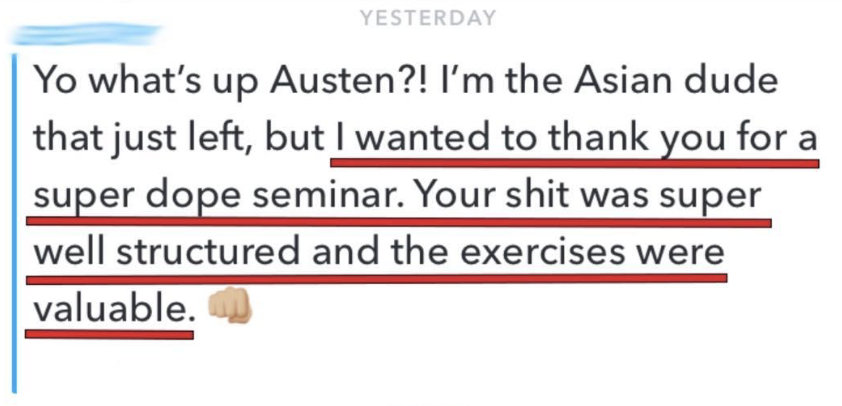 YESTERDAY
Yo what's up Austen?! I'm the Asian dude
that just left, but I wanted to thank you for a
super dope seminar. Your shit was super
well structured and the exercises were
valuable. 👊🏼